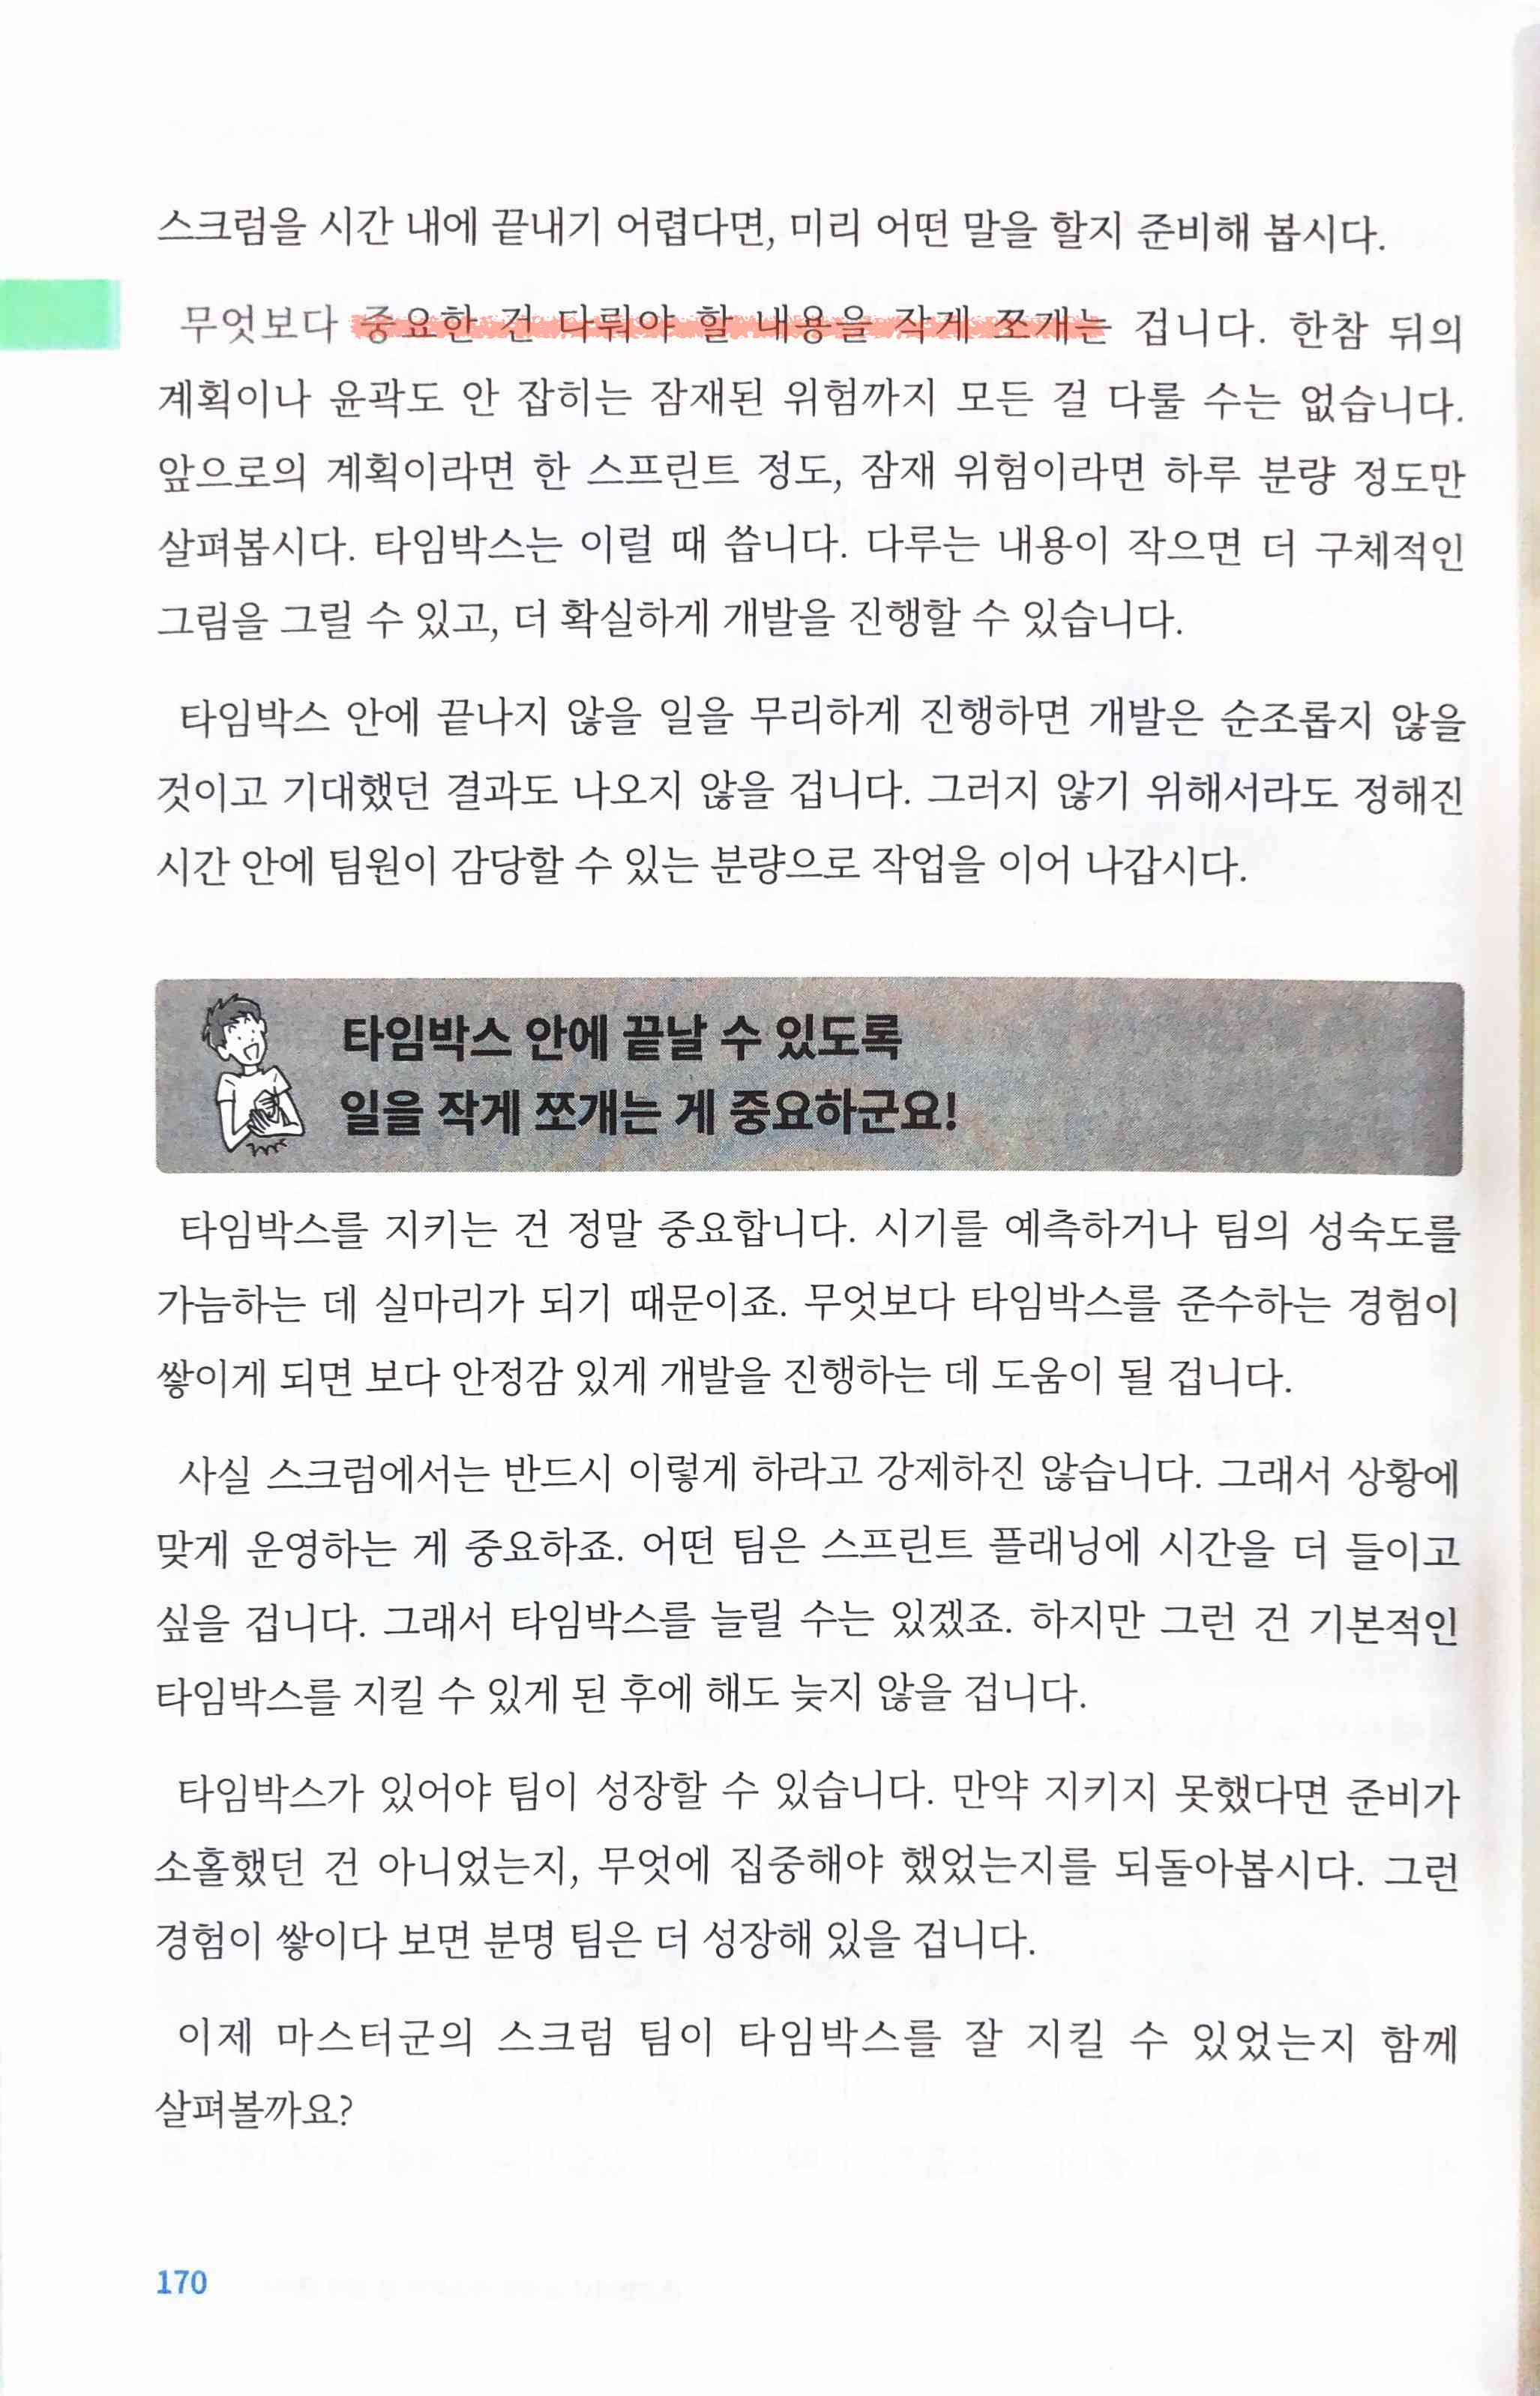 스크럼을 시간 내에 끝내기 어렵다면, 미리 어떤 말을 할지 준비해 봅시다.
무엇보다 중요한 건 다뤄야 할 내용을 작게 쪼개는 겁니다. 한참 뒤의
계획이나 윤곽도 안 잡히는 잠재된 위험까지 모든 걸 다룰 수는 없습니다.
앞으로의 계획이라면 한 스프린트 정도, 잠재 위험이라면 하루 분량 정도만
살펴봅시다. 타임박스는 이럴 때 씁니다. 다루는 내용이 작으면 더 구체적인
그림을 그릴 수 있고, 더 확실하게 개발을 진행할 수 있습니다.
타임박스 안에 끝나지 않을 일을 무리하게 진행하면 개발은 순조롭지 않을
것이고 기대했던 결과도 나오지 않을 겁니다. 그러지 않기 위해서라도 정해진
시간 안에 팀원이 감당할 수 있는 분량으로 작업을 이어 나갑시다.
타임박스 안에 끝날 수 있도록
일을 작게 쪼개는 게 중요하군요!
타임박스를 지키는 건 정말 중요합니다. 시기를 예측하거나 팀의 성숙도를
가늠하는 데 실마리가 되기 때문이죠. 무엇보다 타임박스를 준수하는 경험이
쌓이게 되면 보다 안정감 있게 개발을 진행하는 데 도움이 될 겁니다.
사실 스크럼에서는 반드시 이렇게 하라고 강제하진 않습니다. 그래서 상황에
맞게 운영하는 게 중요하죠. 어떤 팀은 스프린트 플래닝에 시간을 더 들이고
싶을 겁니다. 그래서 타임박스를 늘릴 수는 있겠죠. 하지만 그런 건 기본적인
타임박스를 지킬 수 있게 된 후에 해도 늦지 않을 겁니다.
타임박스가 있어야 팀이 성장할 수 있습니다. 만약 지키지 못했다면 준비가
소홀했던 건 아니었는지, 무엇에 집중해야 했었는지를 되돌아봅시다. 그런
경험이 쌓이다 보면 분명 팀은 더 성장해 있을 겁니다.
이제 마스터군의 스크럼 팀이 타임박스를 잘 지킬 수 있었는지 함께
살펴볼까요?
170